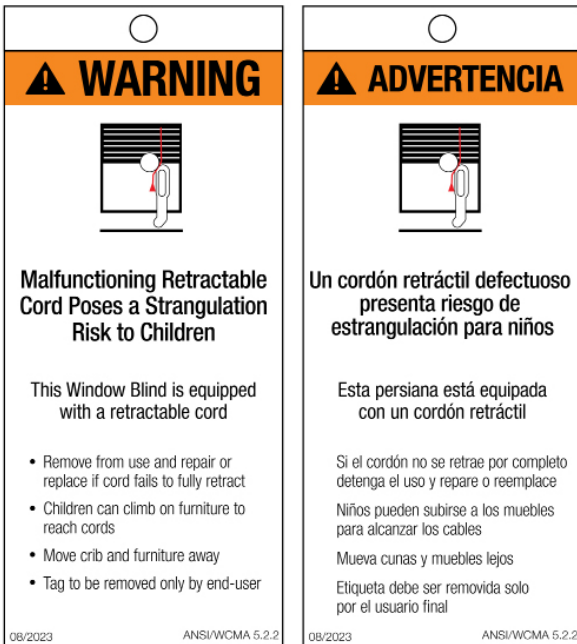 WARNING
Malfunctioning Retractable
Cord Poses a Strangulation
Risk to Children
This Window Blind is equipped
with a retractable cord
• Remove from use and repair or
replace if cord fails to fully retract
• Children can climb on furniture to
reach cords
• Move crib and furniture away
• Tag to be removed only by end-user
08/2023 ANSI/WCMA 5.2.2
ADVERTENCIA
Un cordón retráctil defectuoso
presenta riesgo de
estrangulación para niños
Esta persiana está equipada
con un cordón retráctil
Si el cordón no se retrae por completo
detenga el uso y repare o reemplace
Niños pueden subirse a los muebles
para alcanzar los cables
Mueva cunas y muebles lejos
Etiqueta debe ser removida solo
por el usuario final
08/2023 ANSI/WCMA 5.2.2